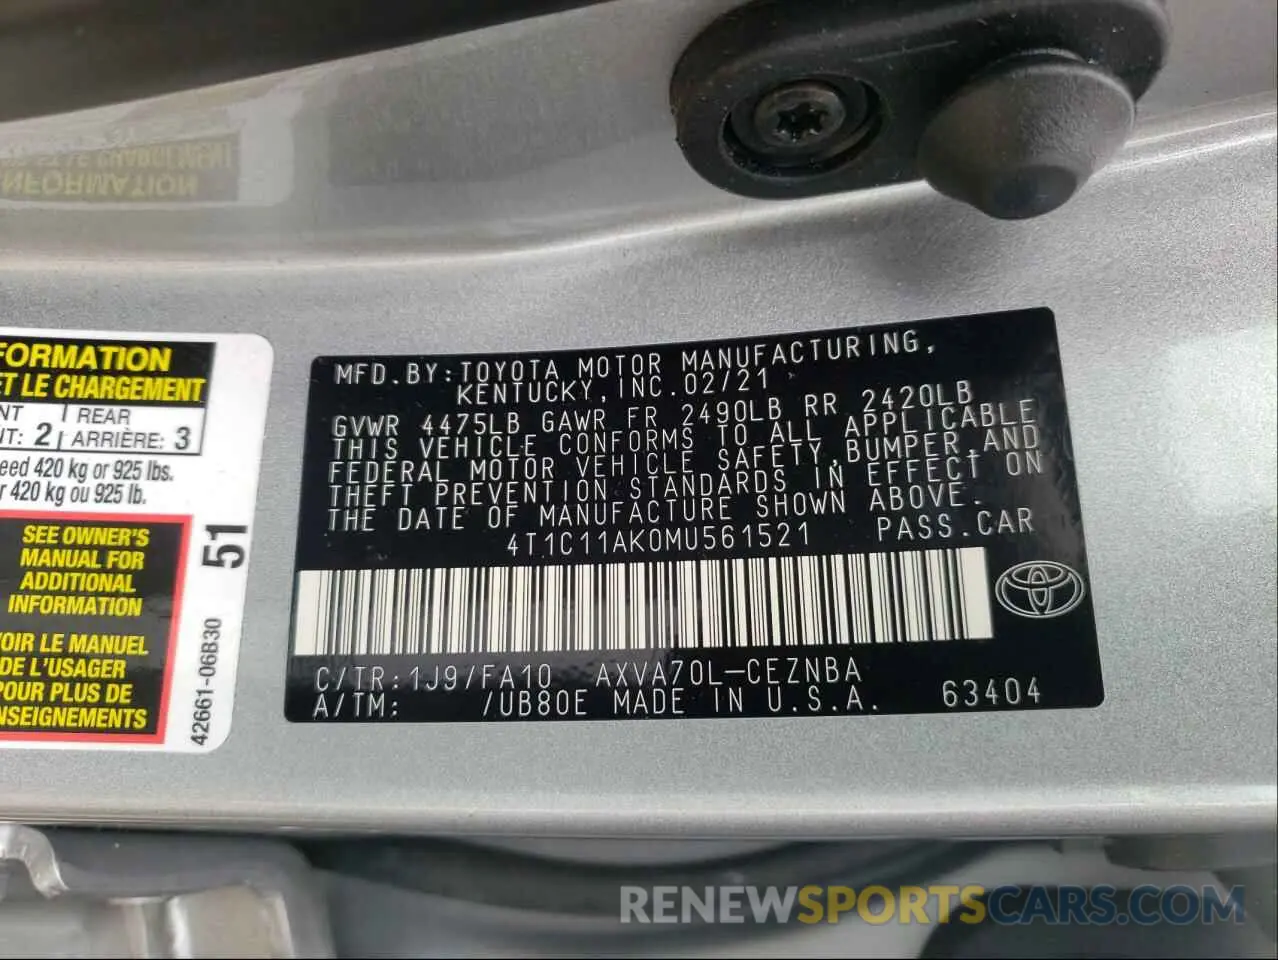 FORMATION
ET LE CHARGEMENT
NT | REAR
NT: 2 | ARRIÈRE: 3
eed 420 kg or 925 lbs.
r 420 kg ou 925 lb.
SEE OWNER'S
MANUAL FOR
ADDITIONAL
INFORMATION
OIR LE MANUEL
DE L'USAGER
POUR PLUS DE
NSEIGNEMENTS
51
42661-06B30
MFD.BY:TOYOTA MOTOR MANUFACTURING,
KENTUCKY, INC. 02/21
GVWR 4475LB GAWR FR 2490LB RR 2420LB
THIS VEHICLE CONFORMS TO ALL APPLICABLE
FEDERAL MOTOR VEHICLE SAFETY, BUMPER, AND
THEFT PREVENTION STANDARDS IN EFFECT ON
THE DATE OF MANUFACTURE SHOWN ABOVE.
4T1C11AK0MU561521 PASS.CAR
C/TR:1J9/FA10 AXVA70L-CEZNBA
A/TM: /UB80E MADE IN U.S.A. 63404
RENEWSPORTSCARS.COM